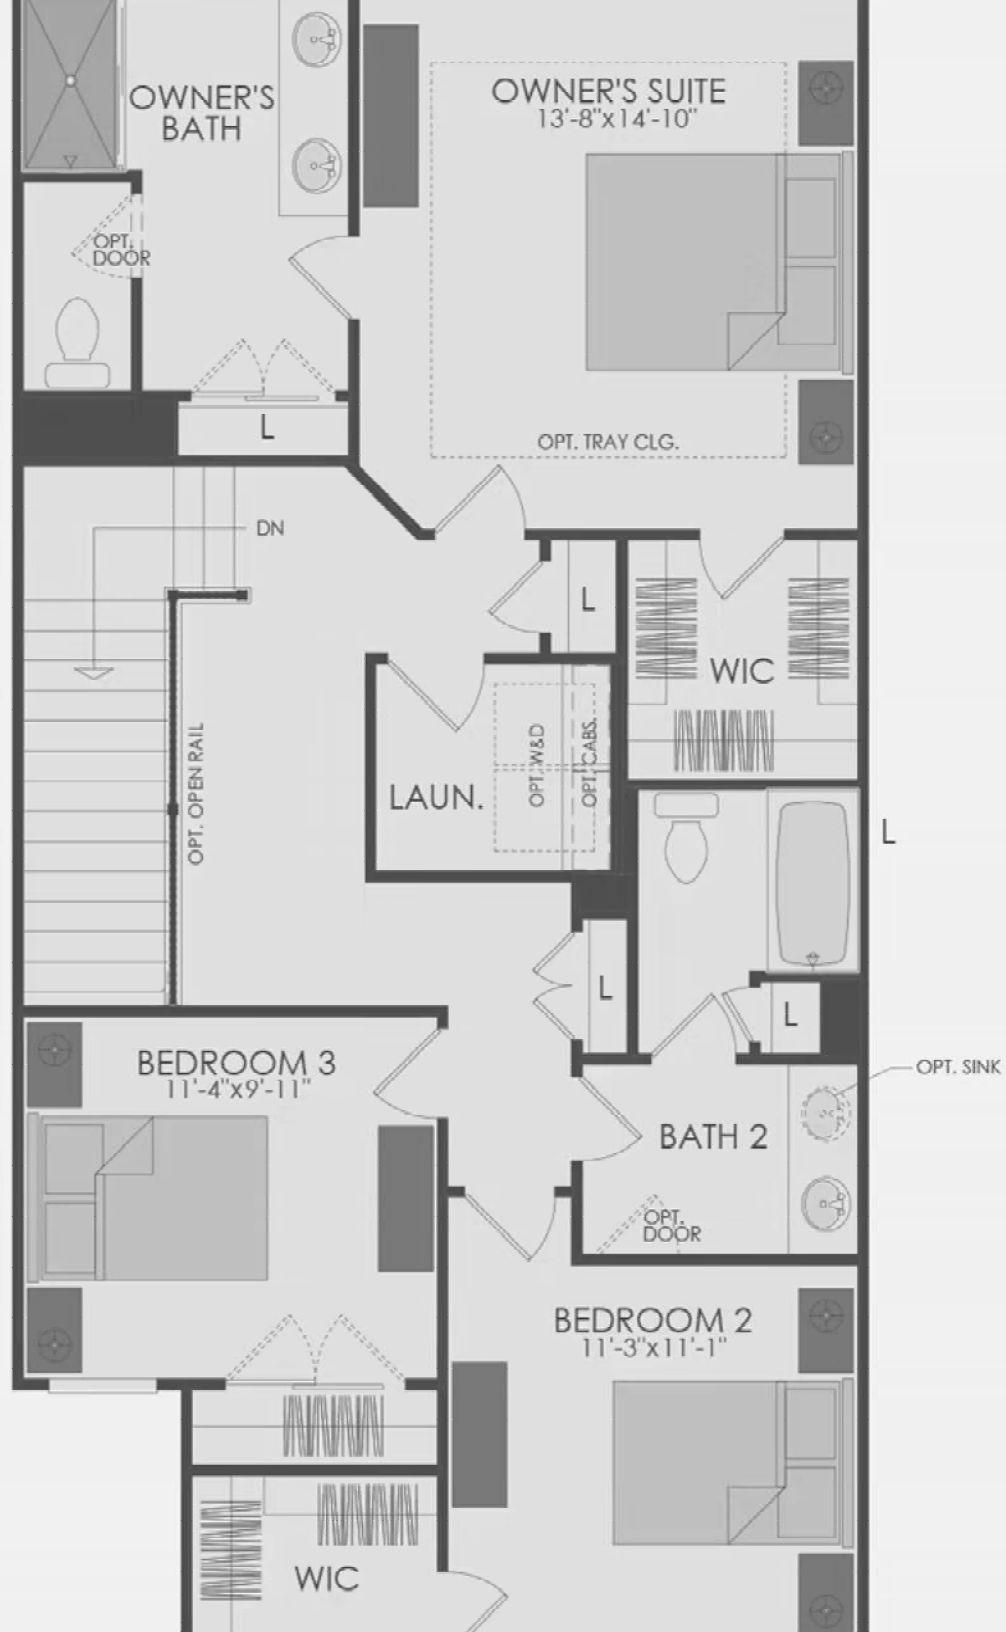 OWNER'S
BATH
OWNER'S SUITE
13'-8"x14'-10"
OPT.
DOOR
L
OPT. TRAY CLG.
DN
L
WIC
OPT. OPEN RAIL
LAUN.
OPT. W&D
OPT. CABS.
L
L
L
BEDROOM 3
11'-4"x9'-11"
OPT. SINK
BATH 2
OPT.
DOOR
BEDROOM 2
11'-3"x11'-1"
WIC